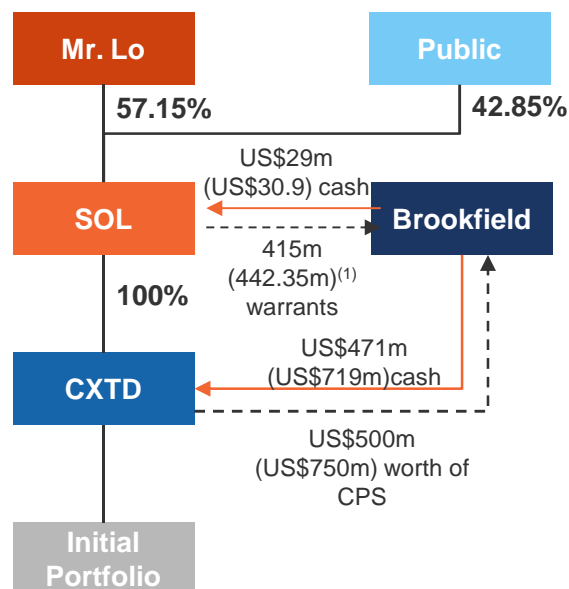 Mr. Lo
Public
57.15%
42.85%
US$29m
(US$30.9) cash
SOL
Brookfield
415m
(442.35m)(1)
warrants
100%
US$471m
(US$719m)cash
CXTD
US$500m
(US$750m) worth of
CPS
Initial
Portfolio